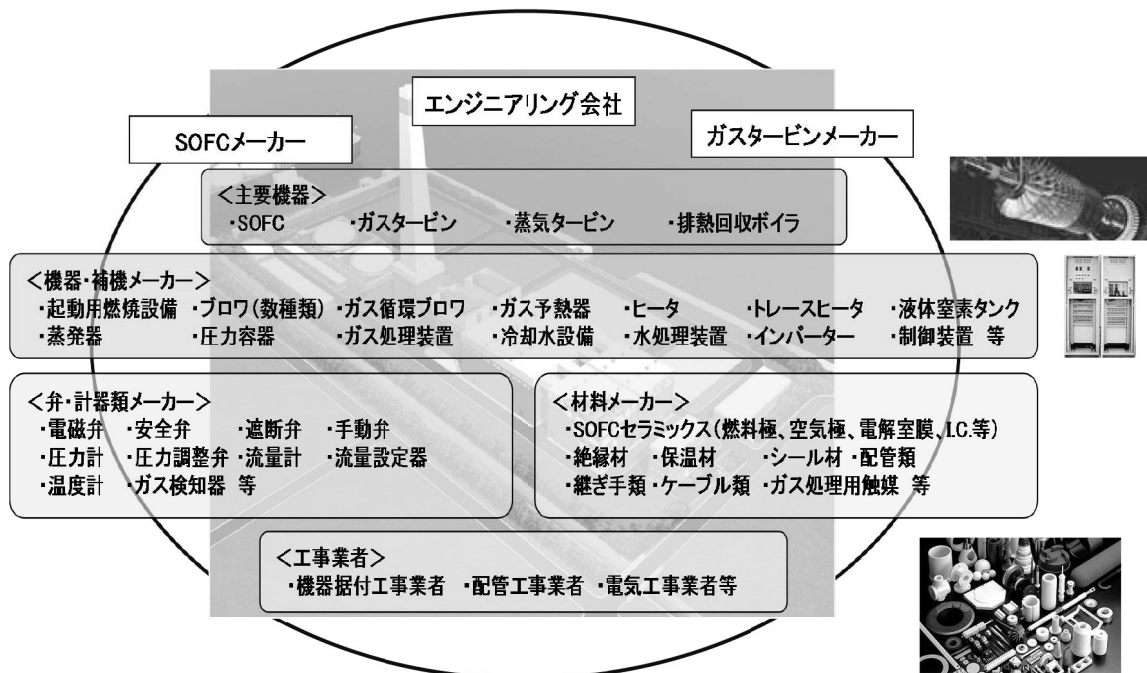 エンジニアリング会社
SOFCメーカー
ガスタービンメーカー
<主要機器>
・SOFC ・ガスタービン ・蒸気タービン ・排熱回収ボイラ
<機器・補機メーカー>
・起動用燃焼設備 ・ブロワ(数種類) ・ガス循環ブロワ ・ガス予熱器 ・ヒータ ・トレースヒータ ・液体窒素タンク
・蒸発器 ・圧力容器 ・ガス処理装置 ・冷却水設備 ・水処理装置 ・インバーター ・制御装置 等
<弁・計器類メーカー>
・電磁弁 ・安全弁 ・遮断弁 ・手動弁
・圧力計 ・圧力調整弁 ・流量計 ・流量設定器
・温度計 ・ガス検知器 等
<材料メーカー>
・SOFCセラミックス(燃料極、空気極、電解室膜、I.C.等)
・絶縁材 ・保温材 ・シール材 ・配管類
・継ぎ手類 ・ケーブル類 ・ガス処理用触媒 等
<工事業者>
・機器据付工事業者 ・配管工事業者 ・電気工事業者等